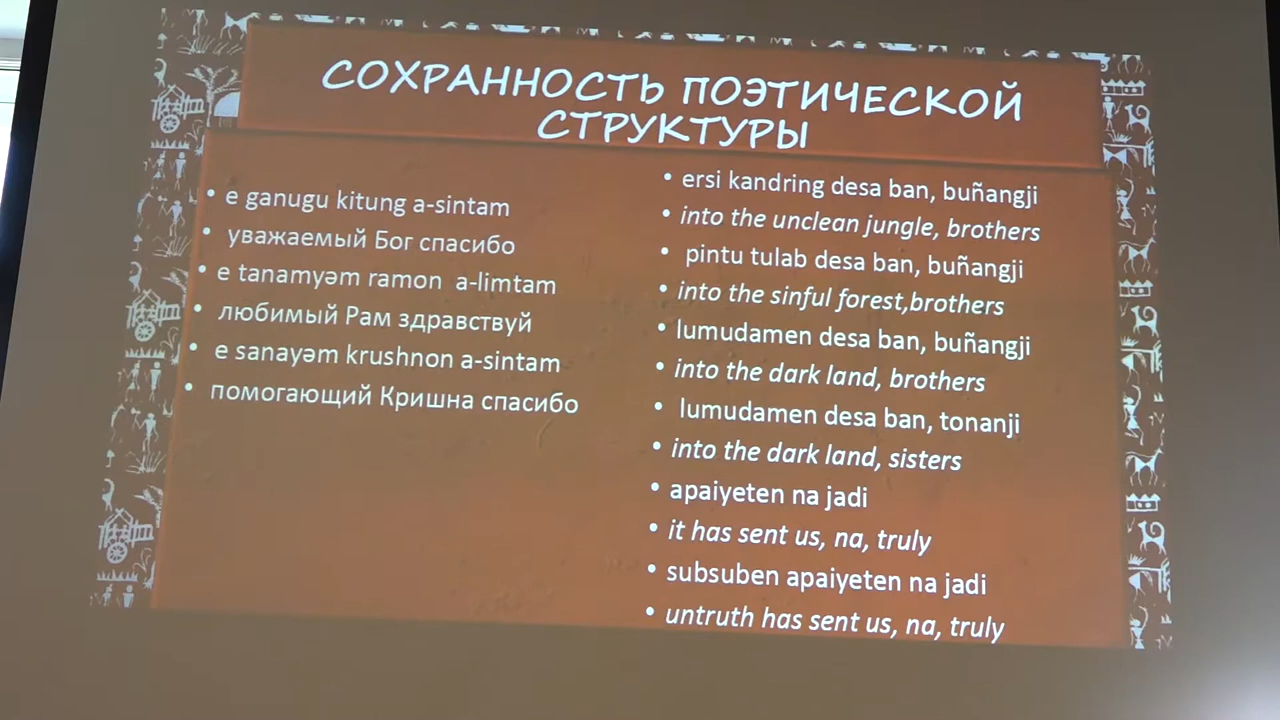 СОХРАННОСТЬ ПОЭТИЧЕСКОЙ
СТРУКТУРЫ
• e ganugu kitung a-sintam
• уважаемый Бог спасибо
• e tanamyəm ramon a-limtam
• любимый Рам здравствуй
• e sanayəm krushnon a-sintam
• помогающий Кришна спасибо
• ersi kandring desa ban, buñangji
• into the unclean jungle, brothers
• pintu tulab desa ban, buñangji
• into the sinful forest,brothers
• lumudamen desa ban, buñangji
• into the dark land, brothers
• lumudamen desa ban, tonanji
• into the dark land, sisters
• apaiyeten na jadi
• it has sent us, na, truly
• subsuben apaiyeten na jadi
• untruth has sent us, na, truly